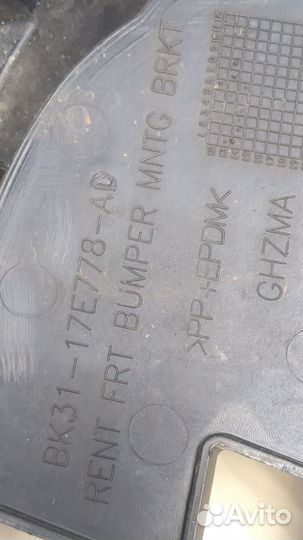 BK31-17E778-AD
RENT FRT BUMPER MNTG BRKT
>PP+EPDM<
GHZMA
Avito